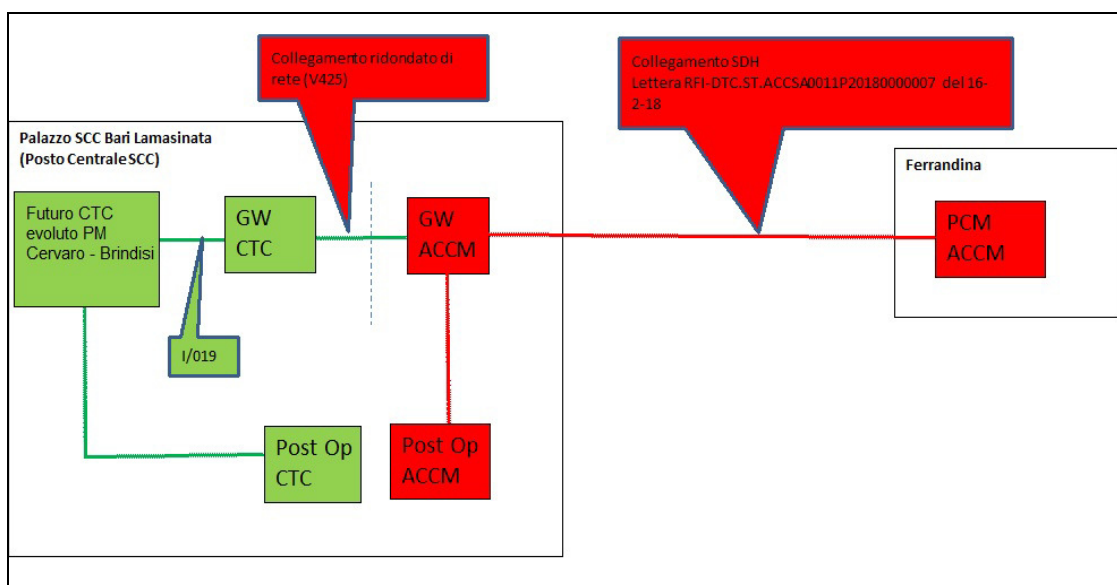 Collegamento ridondato di
rete (V425)
Collegamento SDH
Lettera RFI-DTC.ST.ACCSA0011P20180000007 del 16-
2-18
Palazzo SCC Bari Lamasinata
(Posto Centrale SCC)
Ferrandina
Futuro CTC
evoluto PM
Cervaro - Brindisi
GW
CTC
GW
ACCM
PCM
ACCM
I/019
Post Op
CTC
Post Op
ACCM